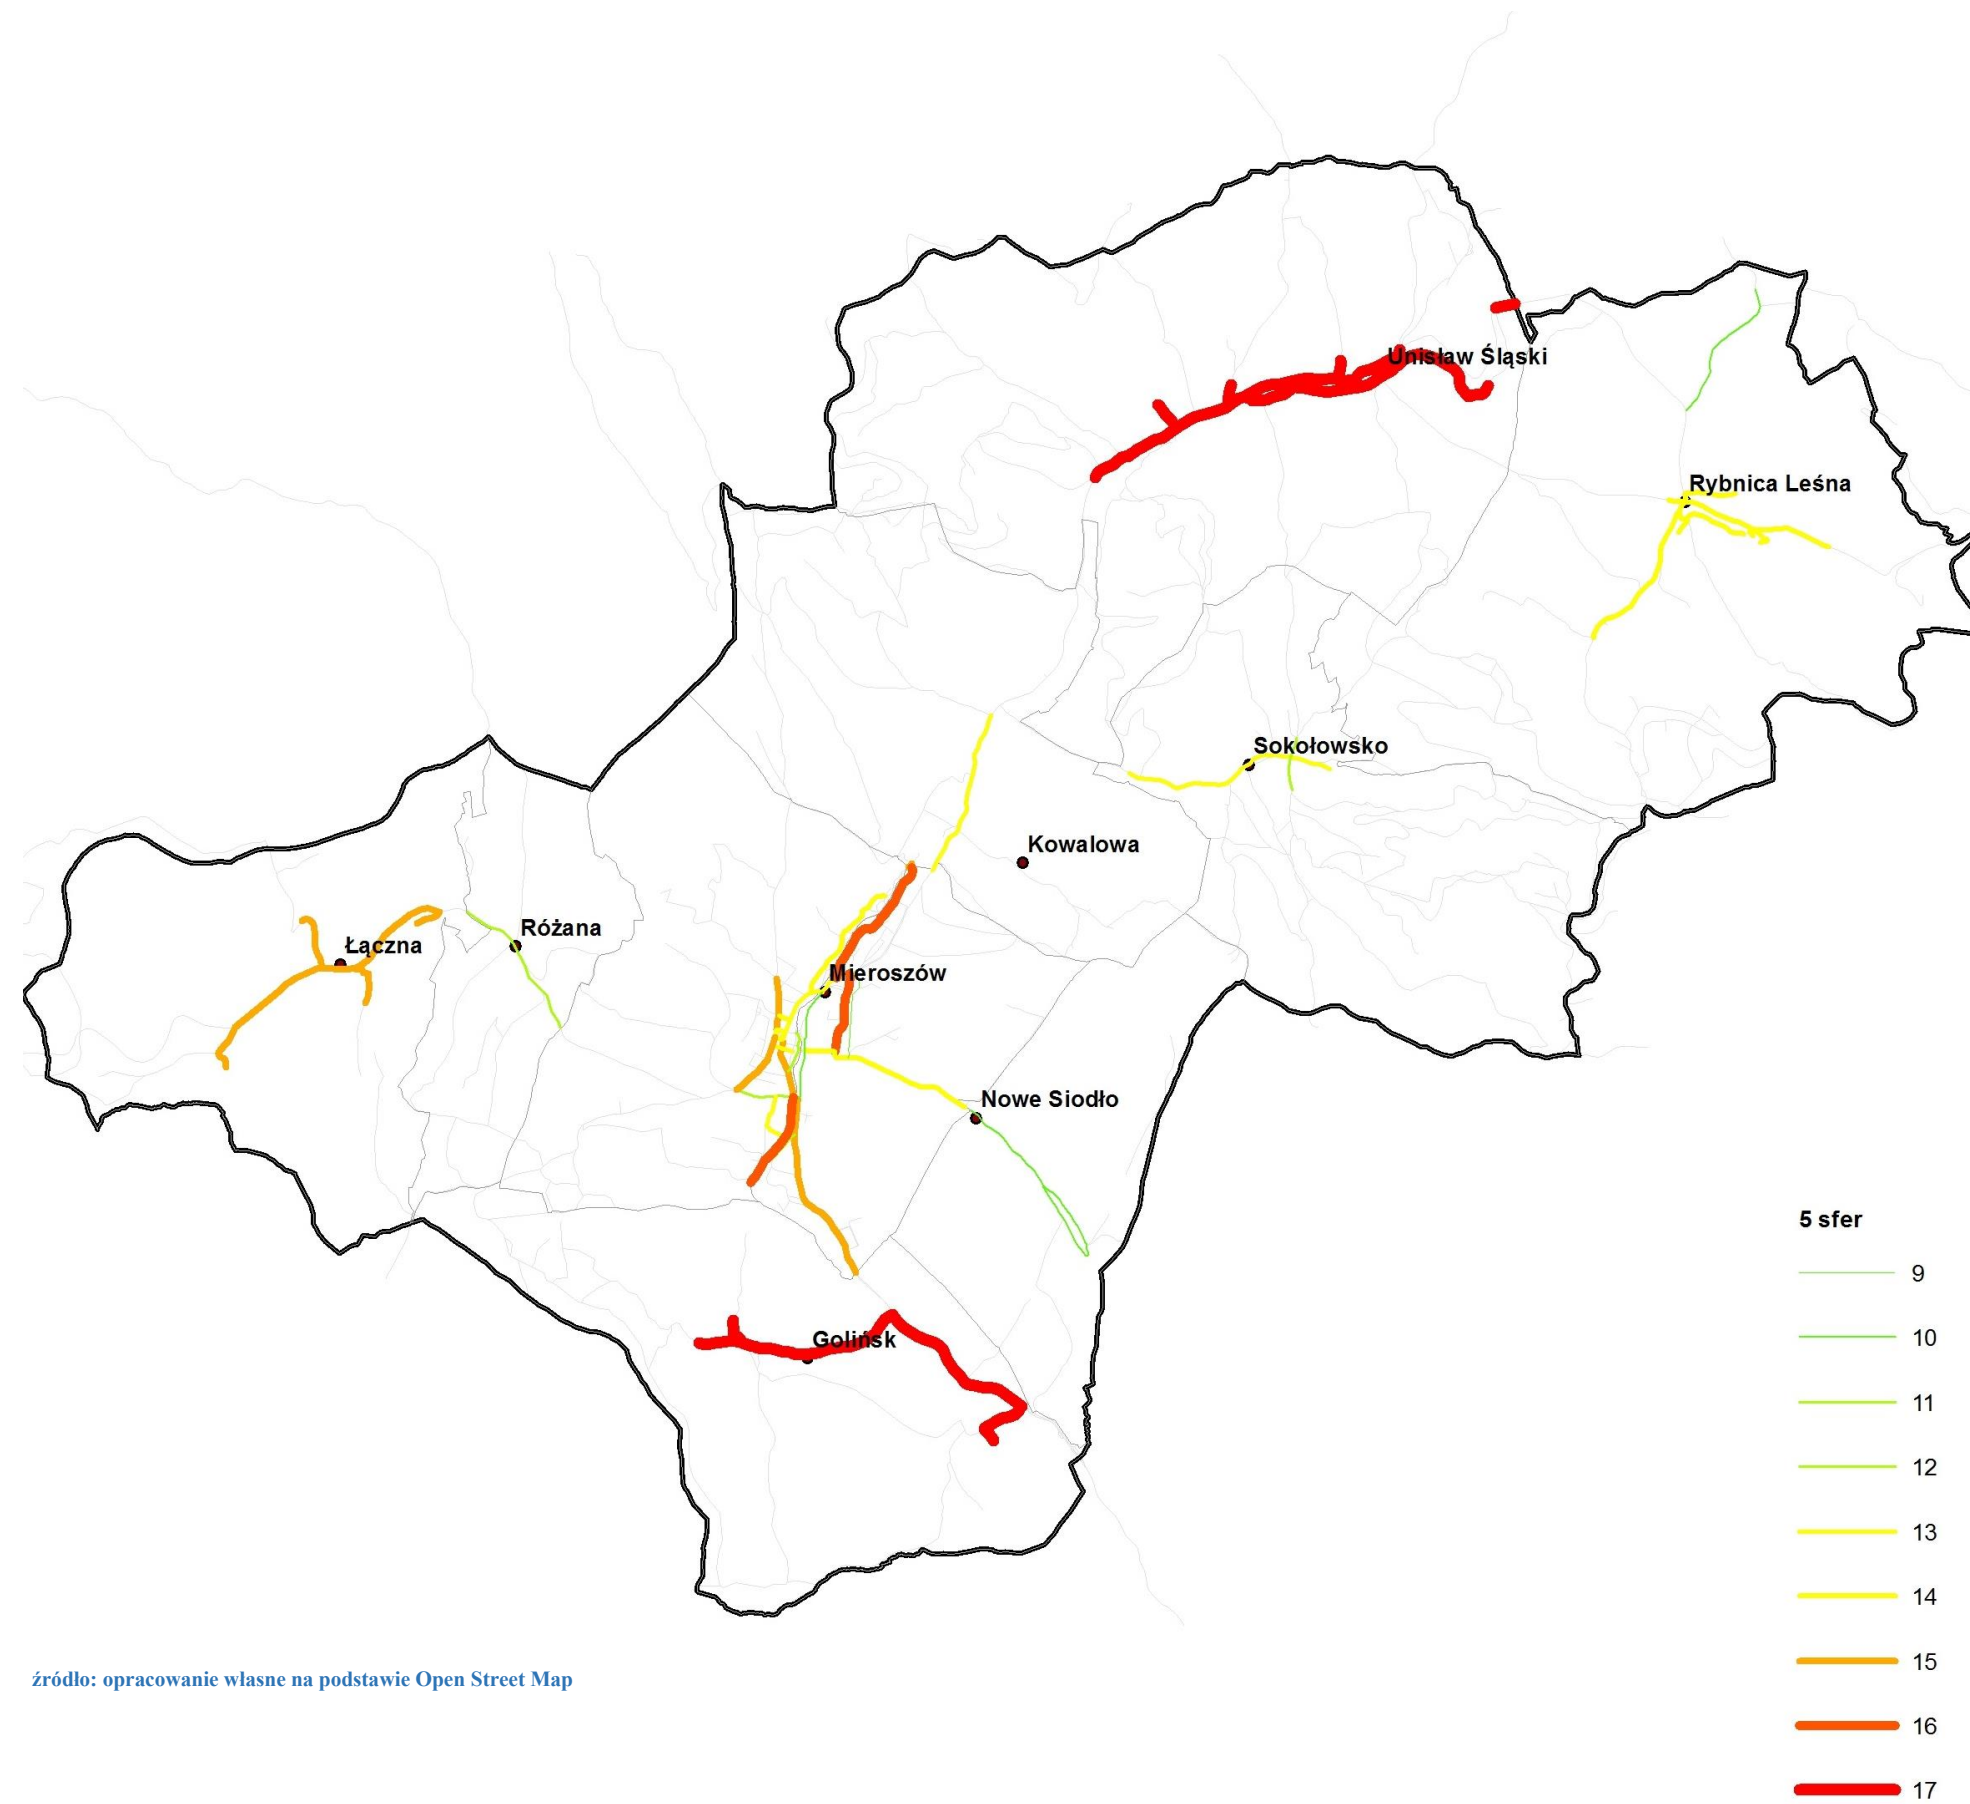 Unisław Śląski
Rybnica Leśna
Sokołowsko
Kowalowa
Różana
Łączna
Mieroszów
Nowe Siodło
Golińsk
5 sfer
9
10
11
12
13
14
15
16
17
źródło: opracowanie własne na podstawie Open Street Map